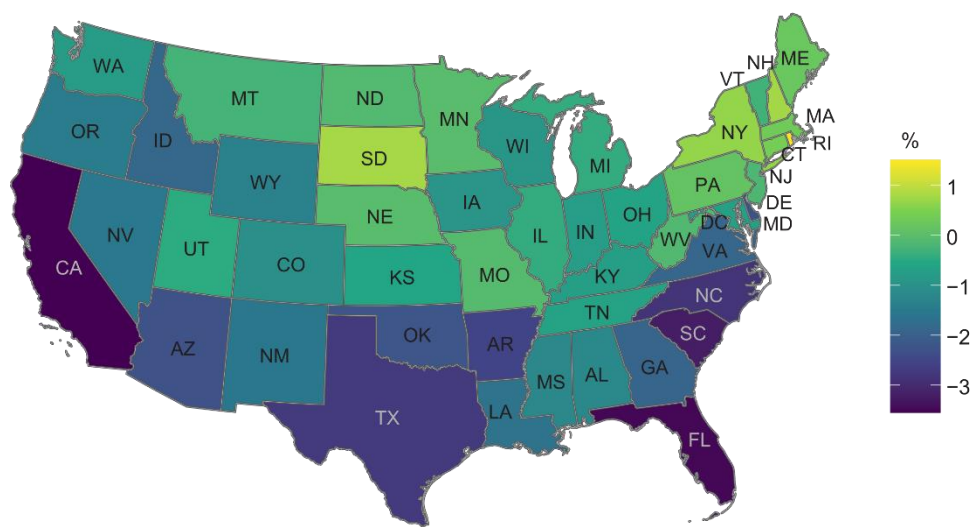 WA
MT
ND
MN
VT
NH
ME
OR
ID
SD
WI
MI
NY
MA
RI
CT
WY
NE
IA
PA
NJ
NV
UT
CO
KS
MO
IL
IN
OH
WV
DC
DE
MD
VA
KY
CA
AZ
NM
OK
AR
TN
NC
SC
TX
LA
MS
AL
GA
FL
%
1
0
−1
−2
−3